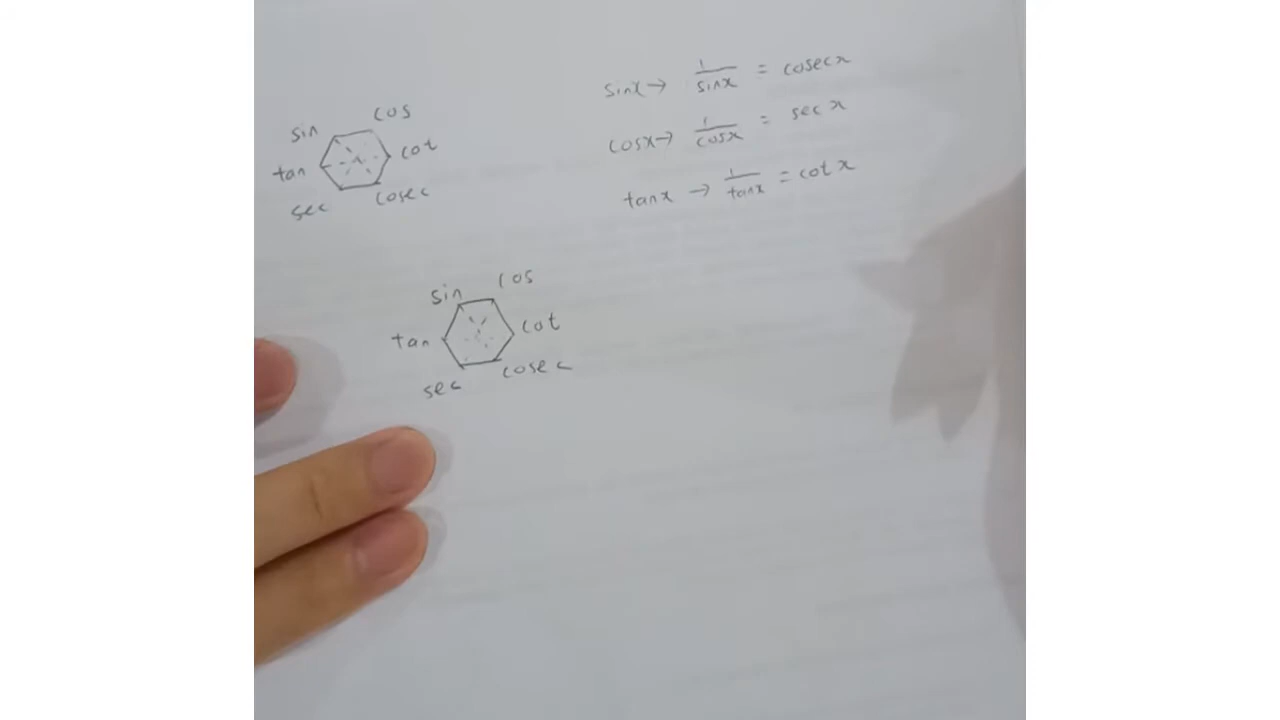 sin cos
tan cot
sec cosec
sinx → 1/sinx = cosecx
cosx → 1/cosx = sec x
tanx → 1/tanx = cot x
sin cos
tan cot
sec cosec